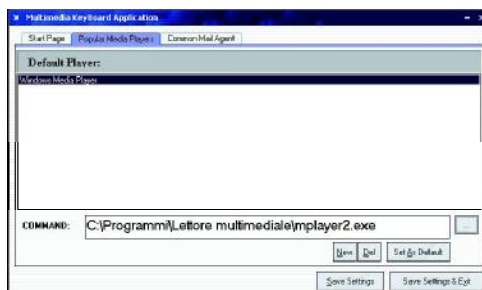 Multimedia Keyboard Application
Start Page Popular Media Players Common Mail Agent
Default Player:
Windows Media Player
COMMAND: C:\Programmi\Lettore multimediale\mplayer2.exe ...
New Del Set As Default
Save Settings Save Settings & Exit